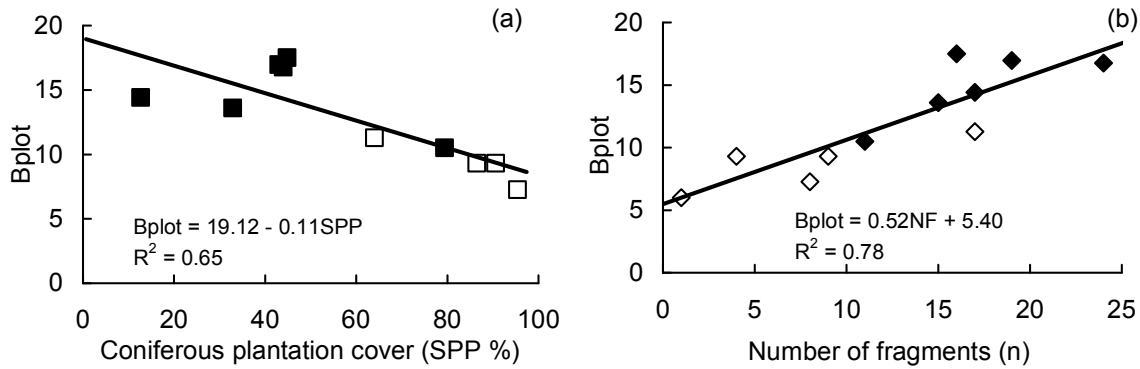 (a)
20
15
10
5
0
Bplot
Bplot = 19.12 - 0.11SPP
R² = 0.65
0 20 40 60 80 100
Coniferous plantation cover (SPP %)
(b)
20
15
10
5
0
Bplot
Bplot = 0.52NF + 5.40
R² = 0.78
0 5 10 15 20 25
Number of fragments (n)